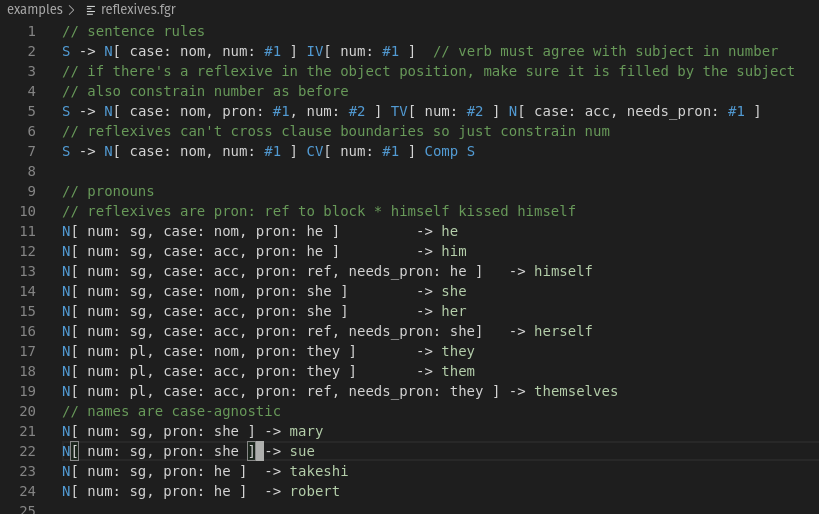 examples > reflexives.fgr
1 // sentence rules
2 S -> N[ case: nom, num: #1 ] IV[ num: #1 ]  // verb must agree with subject in number
3 // if there's a reflexive in the object position, make sure it is filled by the subject
4 // also constrain number as before
5 S -> N[ case: nom, pron: #1, num: #2 ] TV[ num: #2 ] N[ case: acc, needs_pron: #1 ]
6 // reflexives can't cross clause boundaries so just constrain num
7 S -> N[ case: nom, num: #1 ] CV[ num: #1 ] Comp S
8
9 // pronouns
10 // reflexives are pron: ref to block * himself kissed himself
11 N[ num: sg, case: nom, pron: he ]         -> he
12 N[ num: sg, case: acc, pron: he ]         -> him
13 N[ num: sg, case: acc, pron: ref, needs_pron: he ]   -> himself
14 N[ num: sg, case: nom, pron: she ]        -> she
15 N[ num: sg, case: acc, pron: she ]        -> her
16 N[ num: sg, case: acc, pron: ref, needs_pron: she]   -> herself
17 N[ num: pl, case: nom, pron: they ]       -> they
18 N[ num: pl, case: acc, pron: they ]       -> them
19 N[ num: pl, case: acc, pron: ref, needs_pron: they ] -> themselves
20 // names are case-agnostic
21 N[ num: sg, pron: she ] -> mary
22 N[ num: sg, pron: she ] -> sue
23 N[ num: sg, pron: he ]  -> takeshi
24 N[ num: sg, pron: he ]  -> robert
25